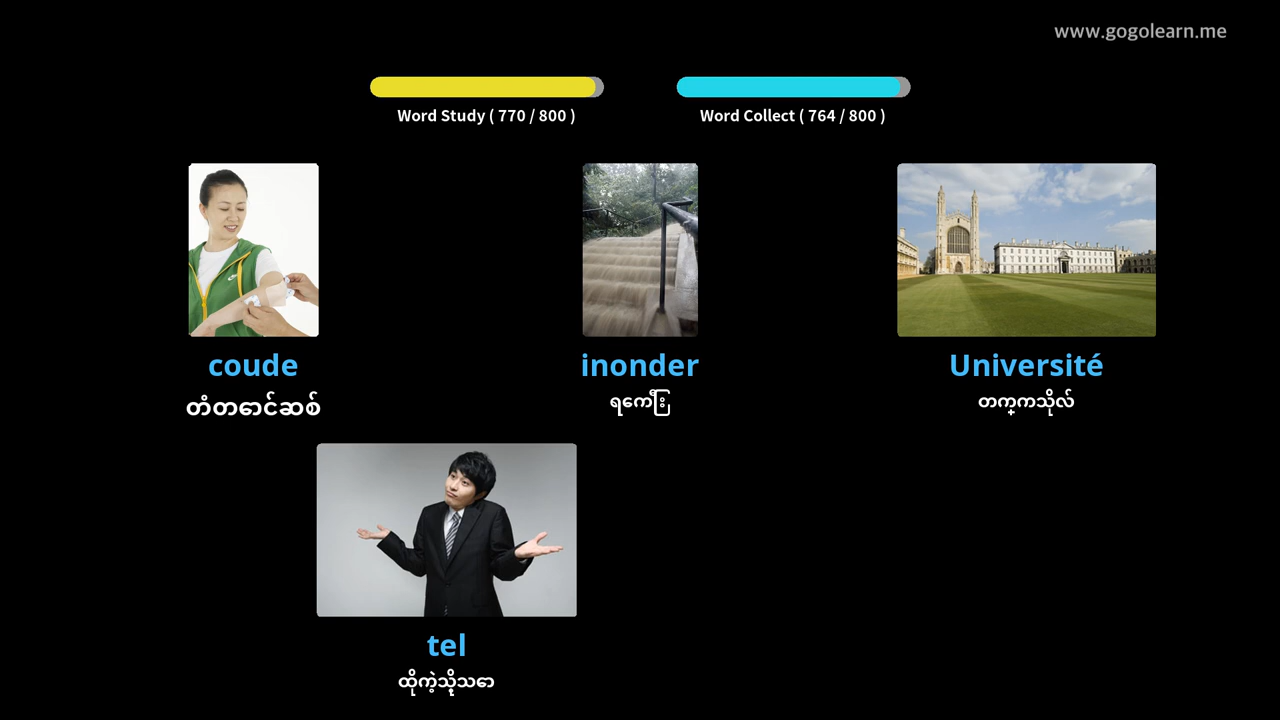 www.gogolearn.me
Word Study ( 770 / 800 )
Word Collect ( 764 / 800 )
coude
inonder
Université
တံတောင်ဆစ်
ရေကြီး
တက္ကသိုလ်
tel
ထိုကဲ့သို့သော